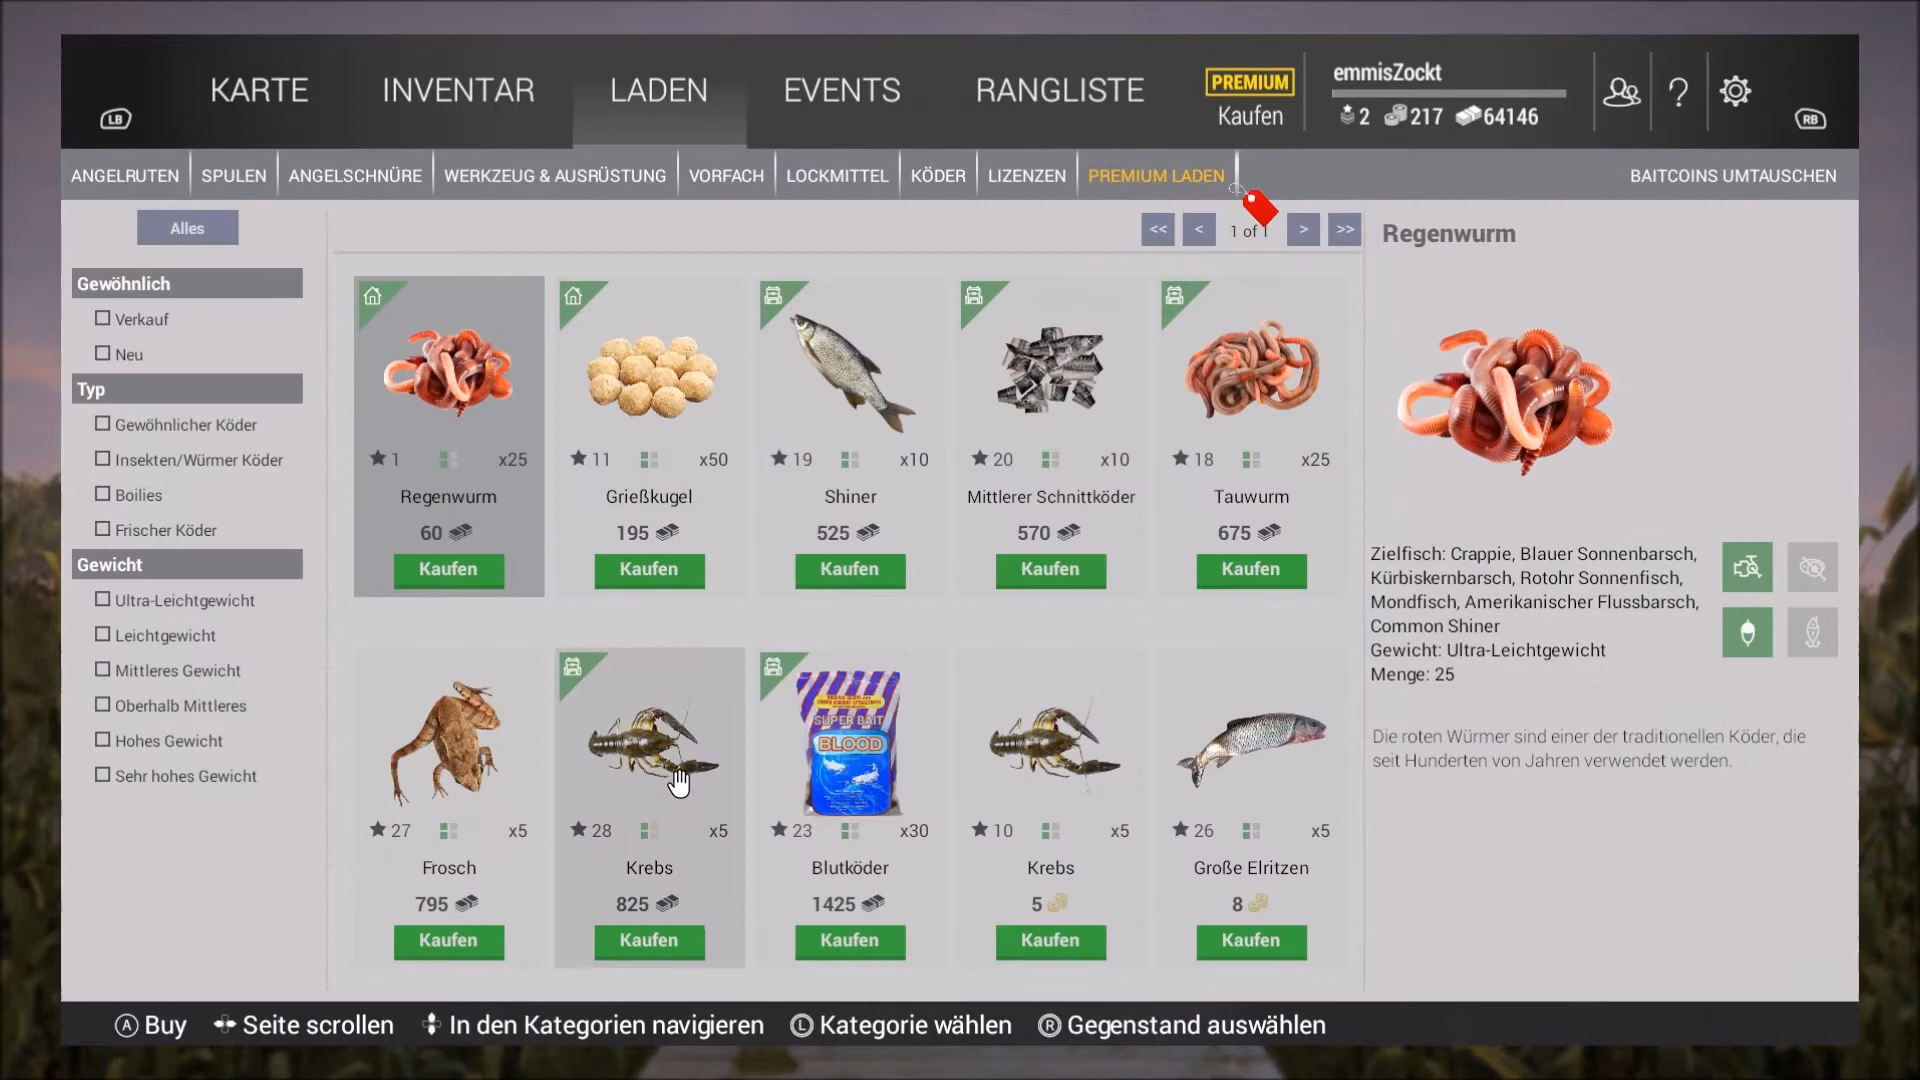 LB
KARTE
INVENTAR
LADEN
EVENTS
RANGLISTE
PREMIUM
Kaufen
emmisZockt
2 217 64146
?
RB
ANGELRUTEN
SPULEN
ANGELSCHNÜRE
WERKZEUG & AUSRÜSTUNG
VORFACH
LOCKMITTEL
KÖDER
LIZENZEN
PREMIUM LADEN
BAITCOINS UMTAUSCHEN
Alles
Gewöhnlich
Verkauf
Neu
Typ
Gewöhnlicher Köder
Insekten/Würmer Köder
Boilies
Frischer Köder
Gewicht
Ultra-Leichtgewicht
Leichtgewicht
Mittleres Gewicht
Oberhalb Mittleres
Hohes Gewicht
Sehr hohes Gewicht
<< < 1 of 1 > >>
1 x25
Regenwurm
60
Kaufen
11 x50
Grießkugel
195
Kaufen
19 x10
Shiner
525
Kaufen
20 x10
Mittlerer Schnittköder
570
Kaufen
18 x25
Tauwurm
675
Kaufen
27 x5
Frosch
795
Kaufen
28 x5
Krebs
825
Kaufen
SUPER BAIT
BLOOD
23 x30
Blutköder
1425
Kaufen
10 x5
Krebs
5
Kaufen
26 x5
Große Elritzen
8
Kaufen
Regenwurm
Zielfisch: Crappie, Blauer Sonnenbarsch,
Kürbiskernbarsch, Rotohr Sonnenfisch,
Mondfisch, Amerikanischer Flussbarsch,
Common Shiner
Gewicht: Ultra-Leichtgewicht
Menge: 25
Die roten Würmer sind einer der traditionellen Köder, die
seit Hunderten von Jahren verwendet werden.
A Buy
Seite scrollen
In den Kategorien navigieren
L Kategorie wählen
R Gegenstand auswählen